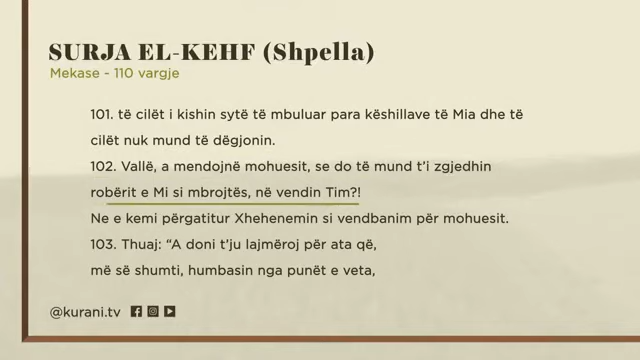 SURJA EL-KEHF (Shpella)
Mekase - 110 vargje
101. të cilët i kishin sytë të mbuluar para këshillave të Mia dhe të
cilët nuk mund të dëgjonin.
102. Vallë, a mendojnë mohuesit, se do të mund t’i zgjedhin
robërit e Mi si mbrojtës, në vendin Tim?!
Ne e kemi përgatitur Xhehenemin si vendbanim për mohuesit.
103. Thuaj: “A doni t’ju lajmëroj për ata që,
më së shumti, humbasin nga punët e veta,
@kurani.tv